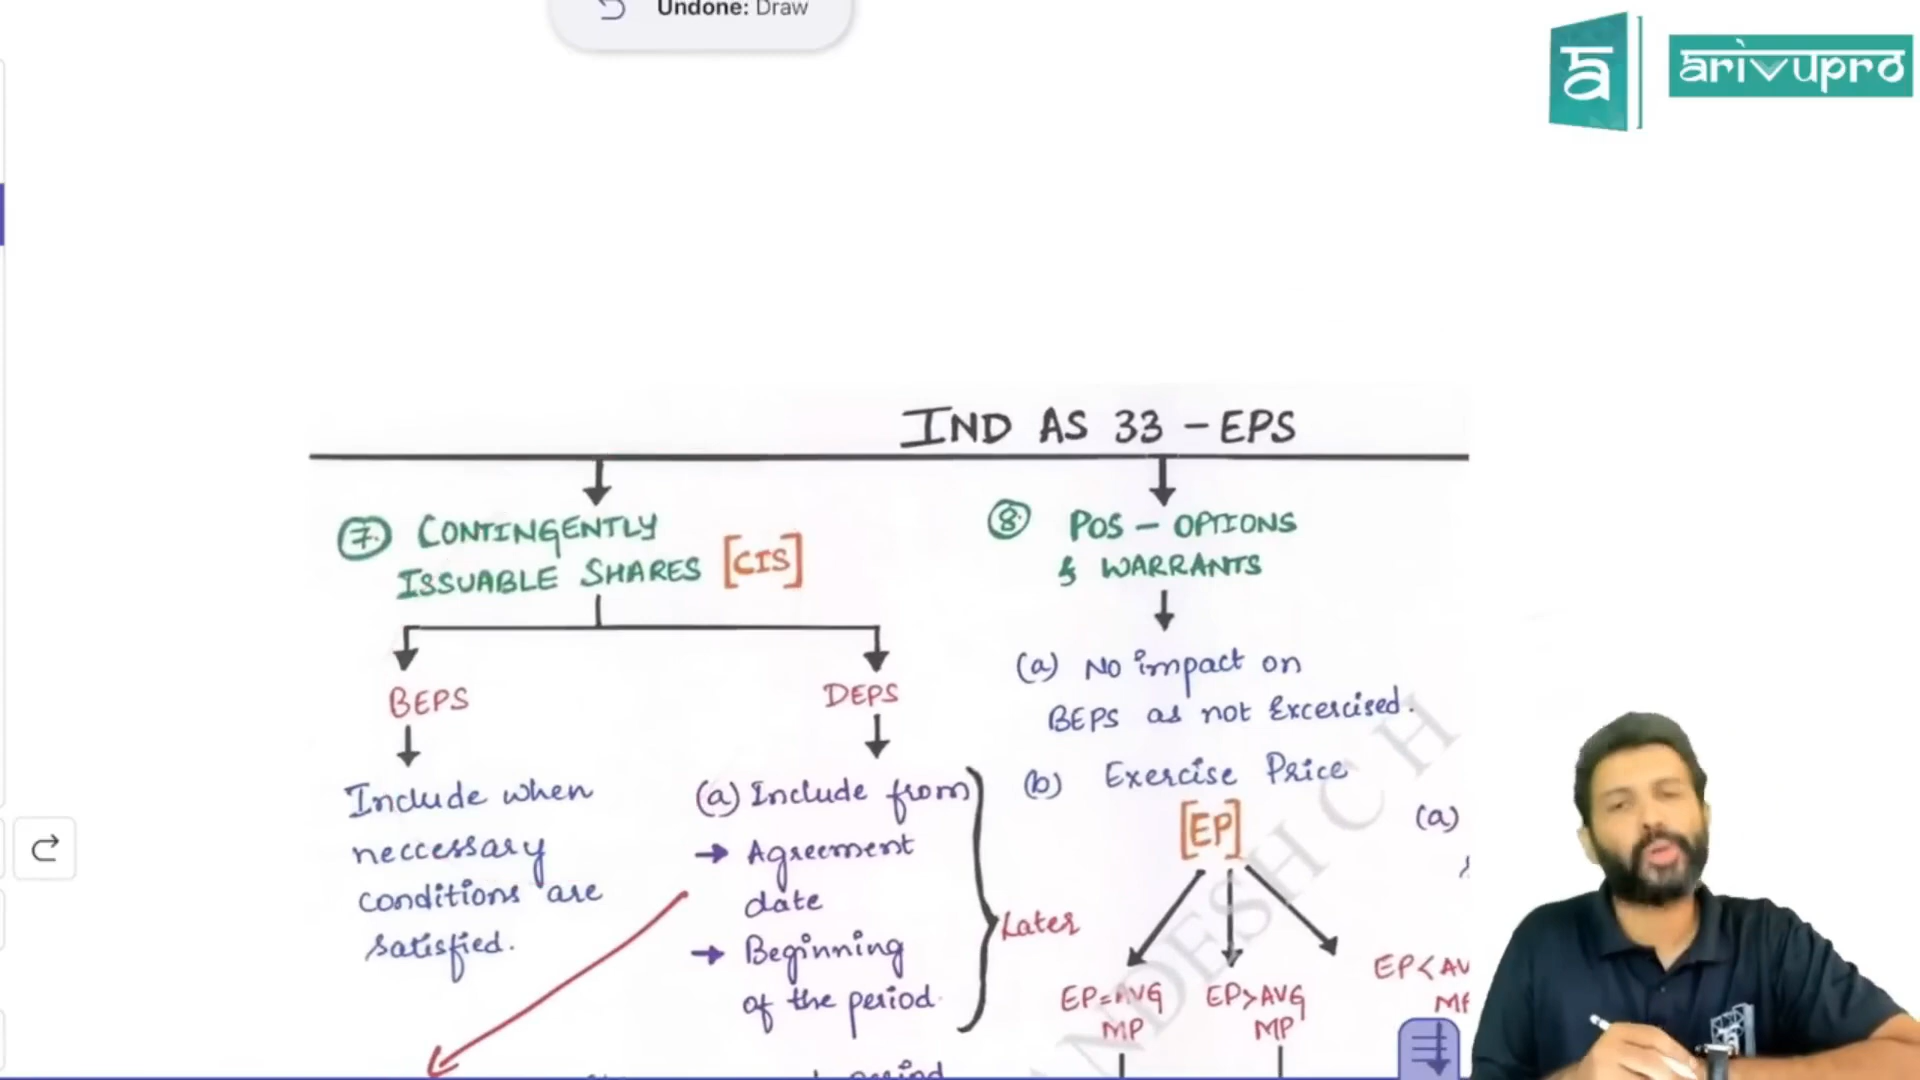 Undone: Draw
ā
arivupro
IND AS 33 - EPS
7. CONTINGENTLY
ISSUABLE SHARES [CIS]
BEPS
Include when
neccessary
conditions are
satisfied.
DEPS
(a) Include from
→ Agreement
date
→ Beginning
of the period.
Later
period
8. POS - OPTIONS
& WARRANTS
(a) No impact on
BEPS as not Excercised.
(b) Exercise Price
[EP]
EP=AVG
MP
EP>AVG
MP
EP<AV
(a)
ANDESH C H